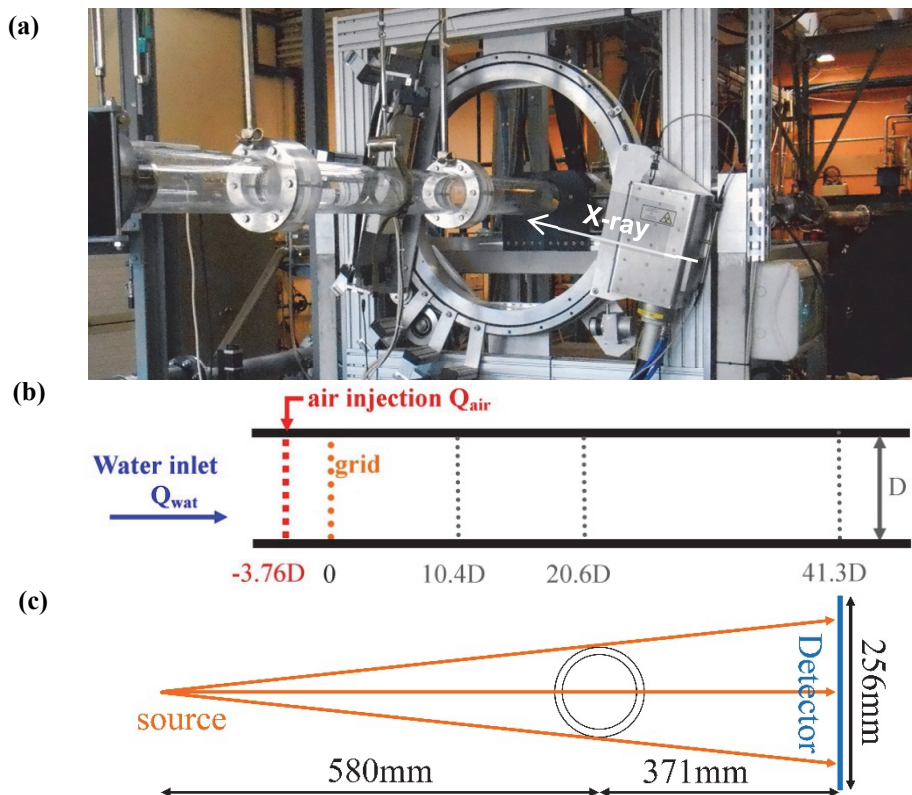 (a)
X-ray
(b)
air injection Qair
Water inlet
Qwat
grid
D
-3.76D 0 10.4D 20.6D 41.3D
(c)
source
Detector
256mm
580mm 371mm